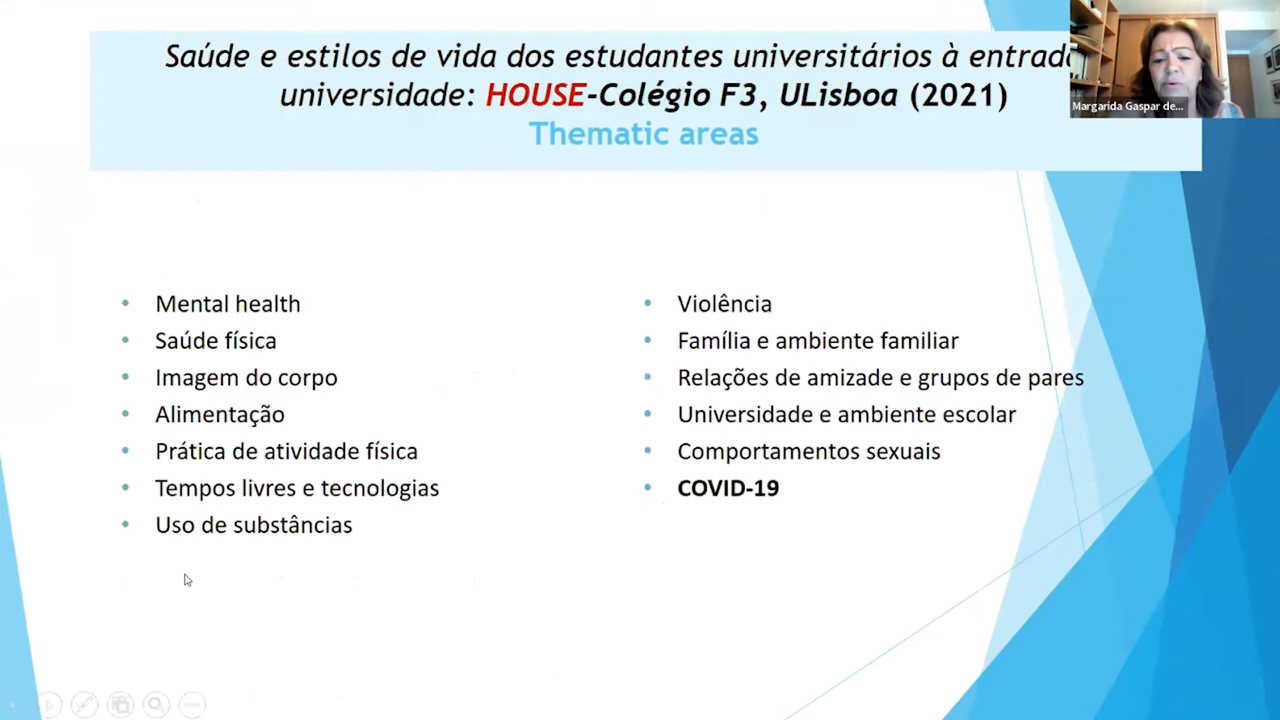 Saúde e estilos de vida dos estudantes universitários à entrada
universidade: HOUSE-Colégio F3, ULisboa (2021)
Thematic areas
Margarida Gaspar de...
• Mental health
• Saúde física
• Imagem do corpo
• Alimentação
• Prática de atividade física
• Tempos livres e tecnologias
• Uso de substâncias
• Violência
• Família e ambiente familiar
• Relações de amizade e grupos de pares
• Universidade e ambiente escolar
• Comportamentos sexuais
• COVID-19